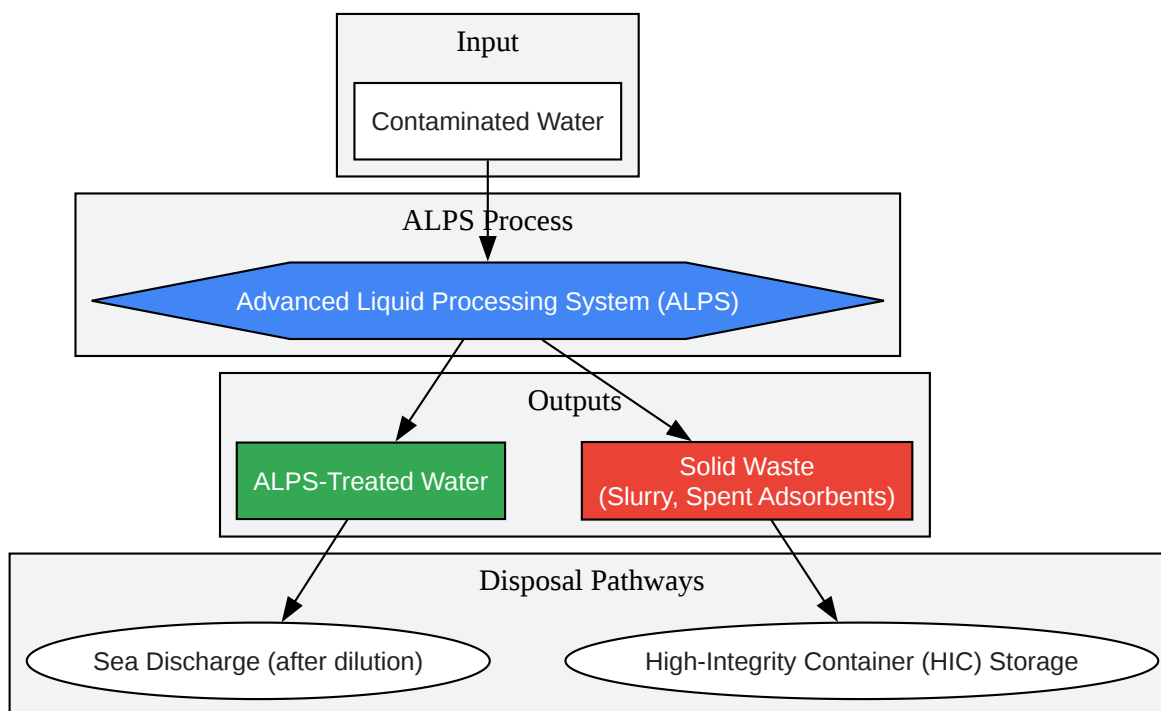 Input
Contaminated Water
ALPS Process
Advanced Liquid Processing System (ALPS)
Outputs
ALPS-Treated Water
Solid Waste
(Slurry, Spent Adsorbents)
Disposal Pathways
Sea Discharge (after dilution)
High-Integrity Container (HIC) Storage